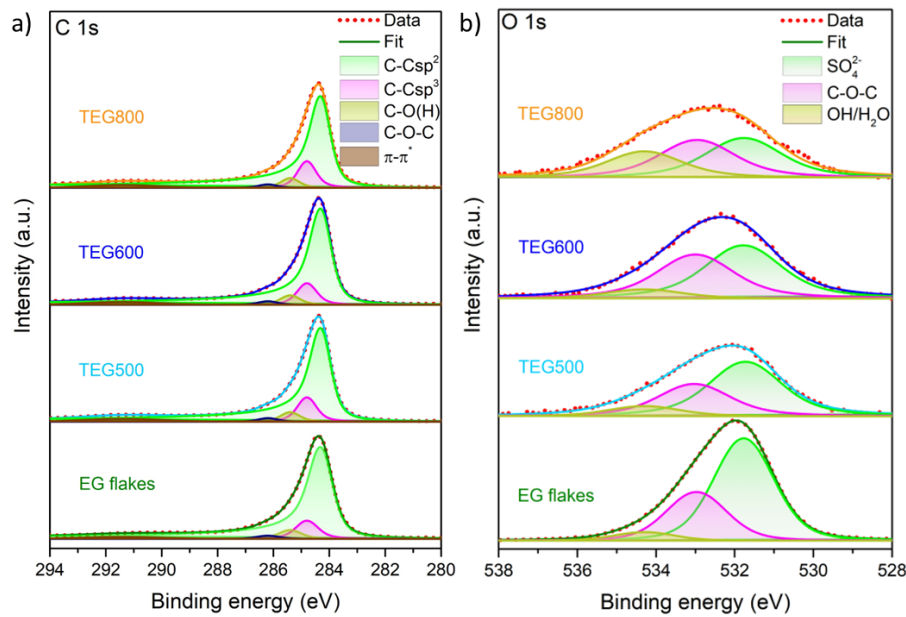 a)
C 1s
Data
Fit
C-Csp²
C-Csp³
C-O(H)
C-O-C
π-π*
TEG800
TEG600
TEG500
EG flakes
Intensity (a.u.)
294 292 290 288 286 284 282 280
Binding energy (eV)
b)
O 1s
Data
Fit
SO₄²⁻
C-O-C
OH/H₂O
TEG800
TEG600
TEG500
EG flakes
Intensity (a.u.)
538 536 534 532 530 528
Binding energy (eV)